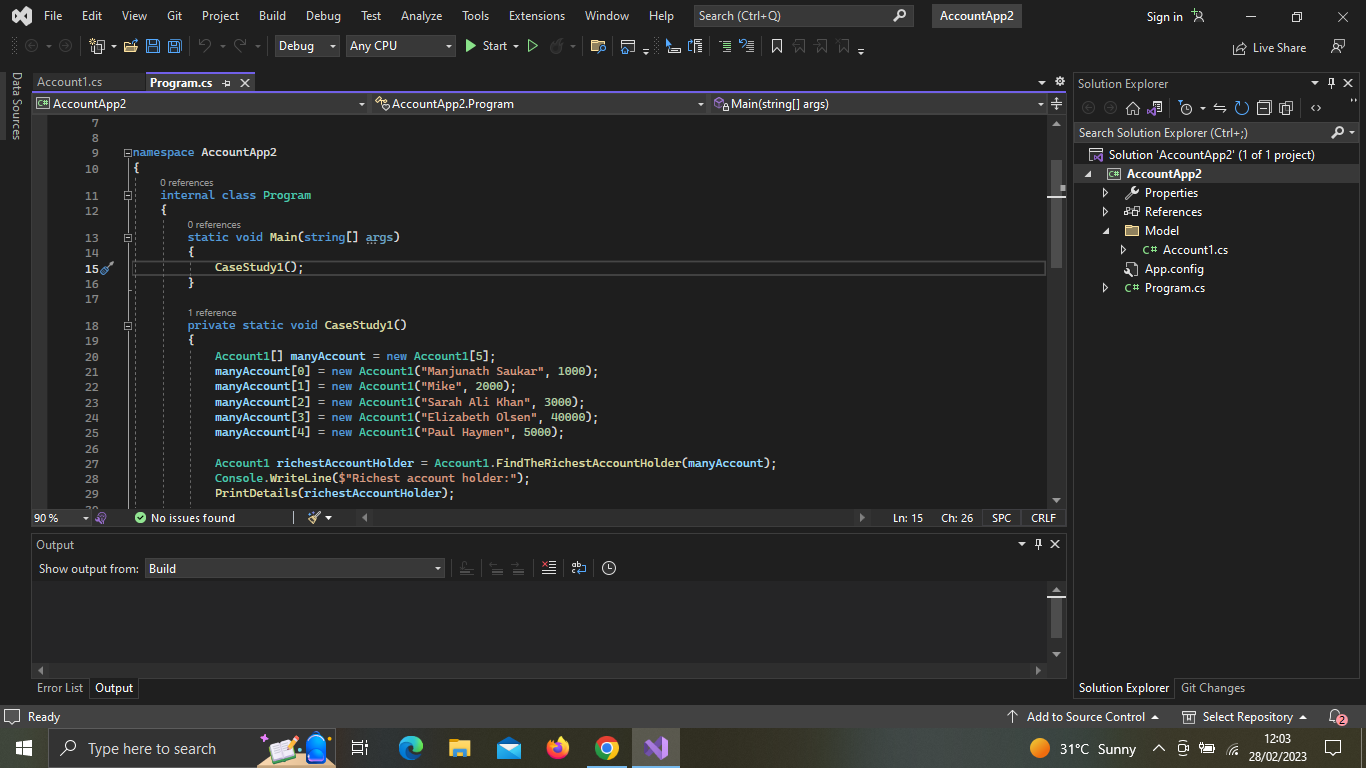 File Edit View Git Project Build Debug Test Analyze Tools Extensions Window Help Search (Ctrl+Q) AccountApp2 Sign in
Debug Any CPU Start Live Share
Data Sources
Account1.cs Program.cs
AccountApp2 AccountApp2.Program Main(string[] args)
7
8
9 namespace AccountApp2
10 {
0 references
11 internal class Program
12 {
0 references
13 static void Main(string[] args)
14 {
15 CaseStudy1();
16 }
17
1 reference
18 private static void CaseStudy1()
19 {
20 Account1[] manyAccount = new Account1[5];
21 manyAccount[0] = new Account1("Manjunath Saukar", 1000);
22 manyAccount[1] = new Account1("Mike", 2000);
23 manyAccount[2] = new Account1("Sarah Ali Khan", 3000);
24 manyAccount[3] = new Account1("Elizabeth Olsen", 40000);
25 manyAccount[4] = new Account1("Paul Haymen", 5000);
26
27 Account1 richestAccountHolder = Account1.FindTheRichestAccountHolder(manyAccount);
28 Console.WriteLine($"Richest account holder:");
29 PrintDetails(richestAccountHolder);
90 % No issues found Ln: 15 Ch: 26 SPC CRLF
Output
Show output from: Build
Error List Output
Solution Explorer
Search Solution Explorer (Ctrl+;)
Solution 'AccountApp2' (1 of 1 project)
AccountApp2
Properties
References
Model
C# Account1.cs
App.config
C# Program.cs
Solution Explorer Git Changes
Ready Add to Source Control Select Repository 2
Type here to search 31°C Sunny 12:03
28/02/2023